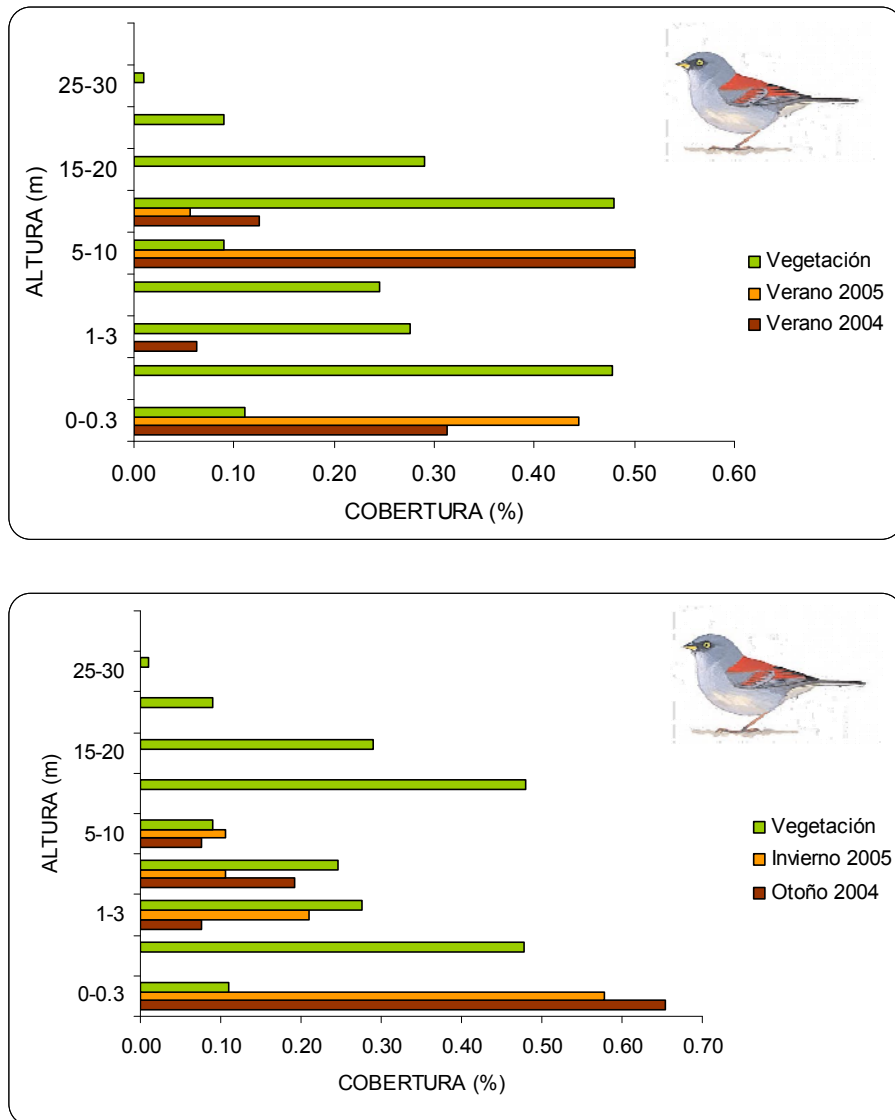 25-30
15-20
5-10
1-3
0-0.3
ALTURA (m)
0.00 0.10 0.20 0.30 0.40 0.50 0.60
COBERTURA (%)
Vegetación
Verano 2005
Verano 2004
25-30
15-20
5-10
1-3
0-0.3
ALTURA (m)
0.00 0.10 0.20 0.30 0.40 0.50 0.60 0.70
COBERTURA (%)
Vegetación
Invierno 2005
Otoño 2004